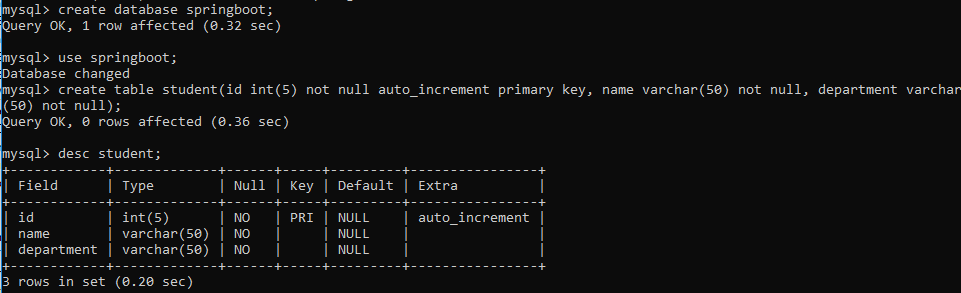 mysql> create database springboot;
Query OK, 1 row affected (0.32 sec)
mysql> use springboot;
Database changed
mysql> create table student(id int(5) not null auto_increment primary key, name varchar(50) not null, department varchar
(50) not null);
Query OK, 0 rows affected (0.36 sec)
mysql> desc student;
+------------+-------------+------+-----+---------+----------------+
| Field      | Type        | Null | Key | Default | Extra          |
+------------+-------------+------+-----+---------+----------------+
| id         | int(5)      | NO   | PRI | NULL    | auto_increment |
| name       | varchar(50) | NO   |     | NULL    |                |
| department | varchar(50) | NO   |     | NULL    |                |
+------------+-------------+------+-----+---------+----------------+
3 rows in set (0.20 sec)